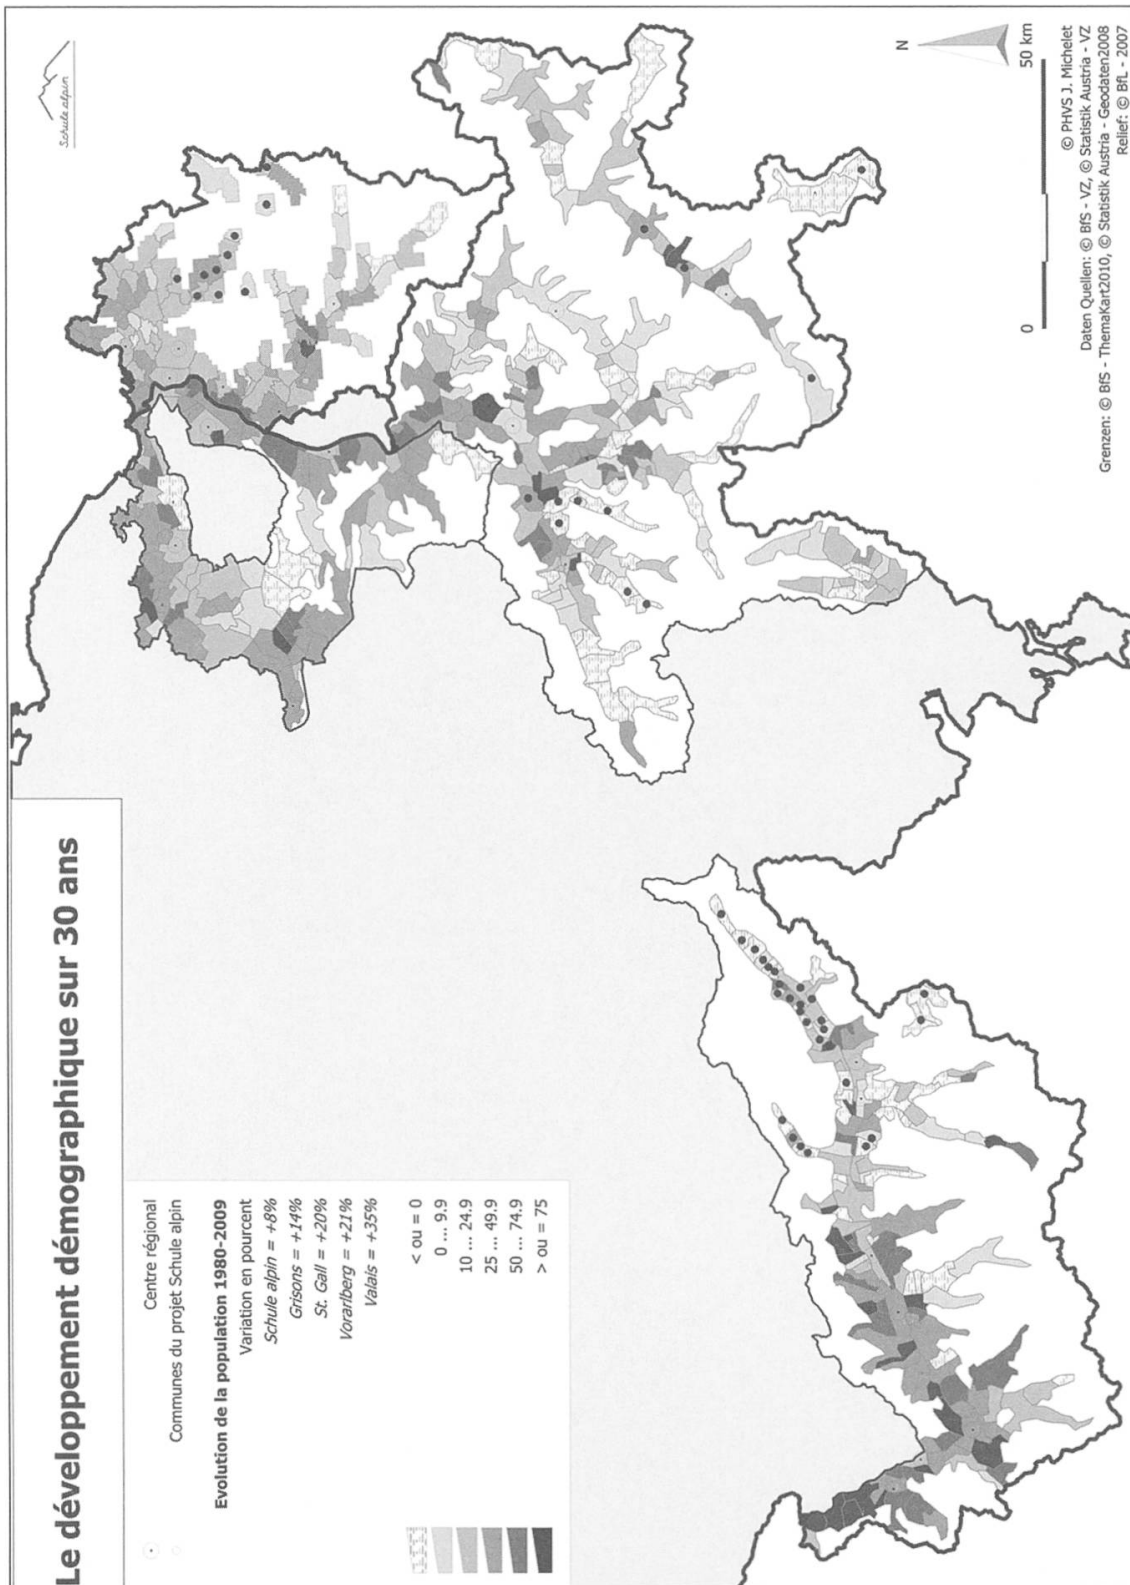 Le développement démographique sur 30 ans
Schule alpin
Centre régional
Communes du projet Schule alpin
Evolution de la population 1980-2009
Variation en pourcent
Schule alpin = +8%
Grisons = +14%
St. Gall = +20%
Vorarlberg = +21%
Valais = +35%
< ou = 0
0 ... 9.9
10 ... 24.9
25 ... 49.9
50 ... 74.9
> ou = 75
N
0
50 km
© PHVS J. Michelet
Daten Quellen: © BfS - VZ, © Statistik Austria - VZ
Grenzen: © BfS - ThemaKart2010, © Statistik Austria - Geodaten2008
Relief: © BfL - 2007